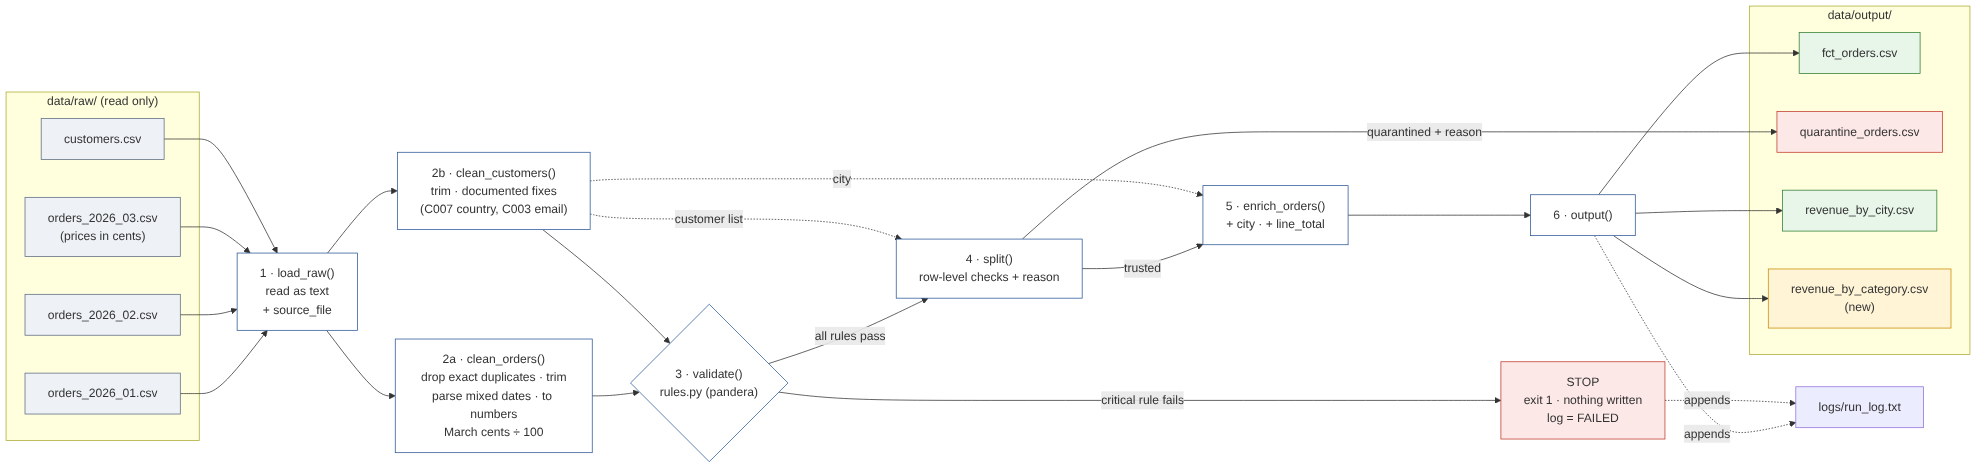 data/raw/ (read only)
customers.csv
orders_2026_03.csv
(prices in cents)
orders_2026_02.csv
orders_2026_01.csv
1 · load_raw()
read as text
+ source_file
2b · clean_customers()
trim · documented fixes
(C007 country, C003 email)
2a · clean_orders()
drop exact duplicates · trim
parse mixed dates · to
numbers
March cents ÷ 100
3 · validate()
rules.py (pandera)
city
customer list
all rules pass
critical rule fails
4 · split()
row-level checks + reason
quarantined + reason
trusted
5 · enrich_orders()
+ city · + line_total
6 · output()
STOP
exit 1 · nothing written
log = FAILED
appends
appends
data/output/
fct_orders.csv
quarantine_orders.csv
revenue_by_city.csv
revenue_by_category.csv
(new)
logs/run_log.txt